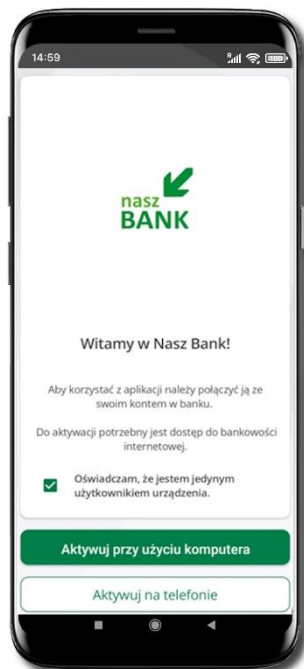 14:59
nasz
BANK
Witamy w Nasz Bank!
Aby korzystać z aplikacji należy połączyć ją ze
swoim kontem w banku.
Do aktywacji potrzebny jest dostęp do bankowości
internetowej.
Oświadczam, że jestem jedynym
użytkownikiem urządzenia.
Aktywuj przy użyciu komputera
Aktywuj na telefonie